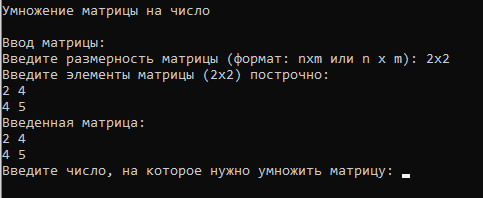 Умножение матрицы на число
Ввод матрицы:
Введите размерность матрицы (формат: nxm или n x m): 2x2
Введите элементы матрицы (2x2) построчно:
2 4
4 5
Введенная матрица:
2 4
4 5
Введите число, на которое нужно умножить матрицу: